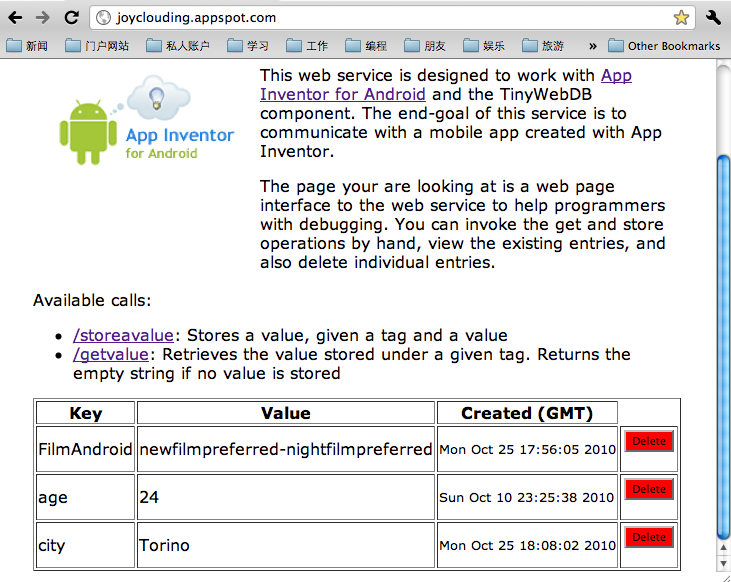 joyclouding.appspot.com
新闻 门户网站 私人账户 学习 工作 编程 朋友 娱乐 旅游 » Other Bookmarks
App Inventor
for Android
This web service is designed to work with App
Inventor for Android and the TinyWebDB
component. The end-goal of this service is to
communicate with a mobile app created with App
Inventor.
The page your are looking at is a web page
interface to the web service to help programmers
with debugging. You can invoke the get and store
operations by hand, view the existing entries, and
also delete individual entries.
Available calls:
• /storeavalue: Stores a value, given a tag and a value
• /getvalue: Retrieves the value stored under a given tag. Returns the
empty string if no value is stored
Key Value Created (GMT)
FilmAndroid newfilmpreferred-nightfilmpreferred Mon Oct 25 17:56:05 2010 Delete
age 24 Sun Oct 10 23:25:38 2010 Delete
city Torino Mon Oct 25 18:08:02 2010 Delete